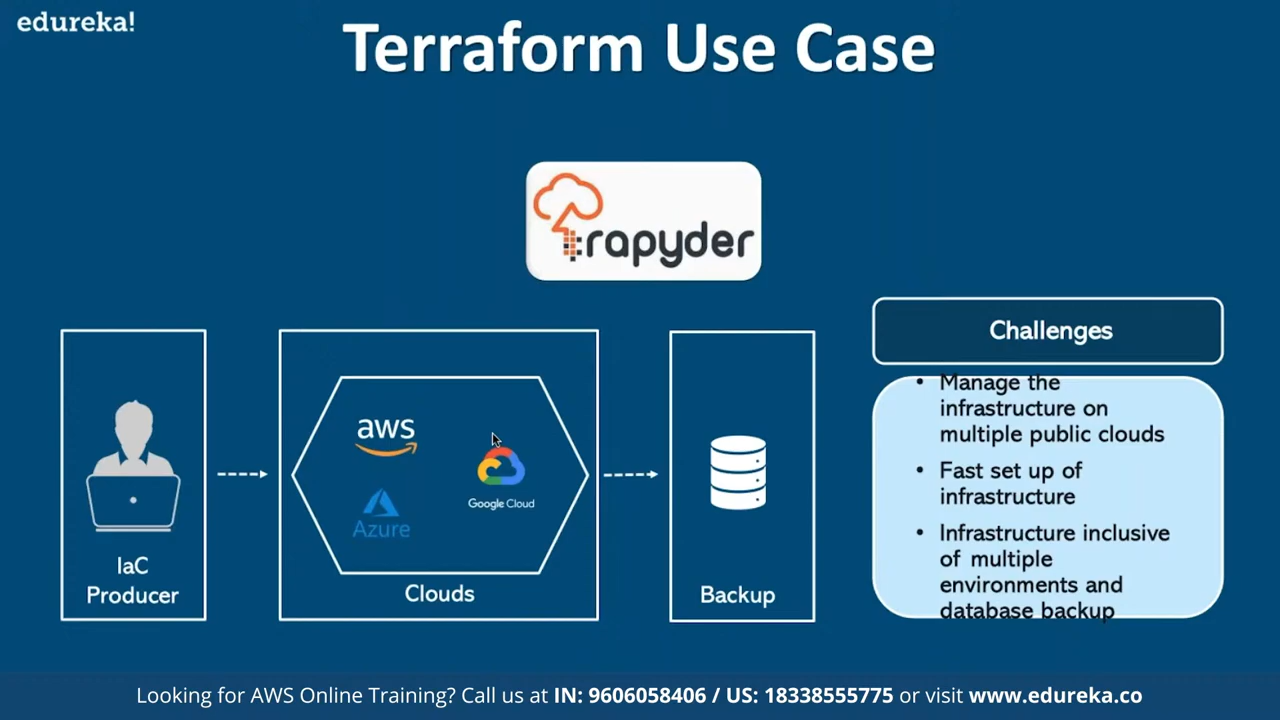 edureka!
Terraform Use Case
rapyder
IaC
Producer
aws
Google Cloud
Azure
Clouds
Backup
Challenges
• Manage the
infrastructure on
multiple public clouds
• Fast set up of
infrastructure
• Infrastructure inclusive
of multiple
environments and
database backup
Looking for AWS Online Training? Call us at IN: 9606058406 / US: 18338555775 or visit www.edureka.co